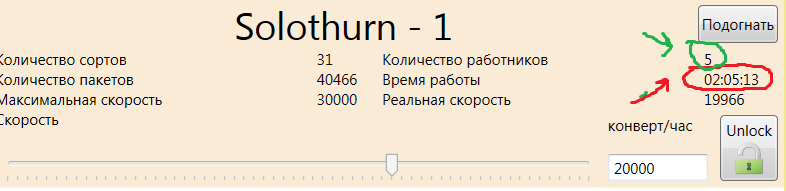 Solothurn - 1
Подогнать
Количество сортов 31 Количество работников 5
Количество пакетов 40466 Время работы 02:05:13
Максимальная скорость 30000 Реальная скорость 19966
Скорость
конверт/час
Unlock
20000